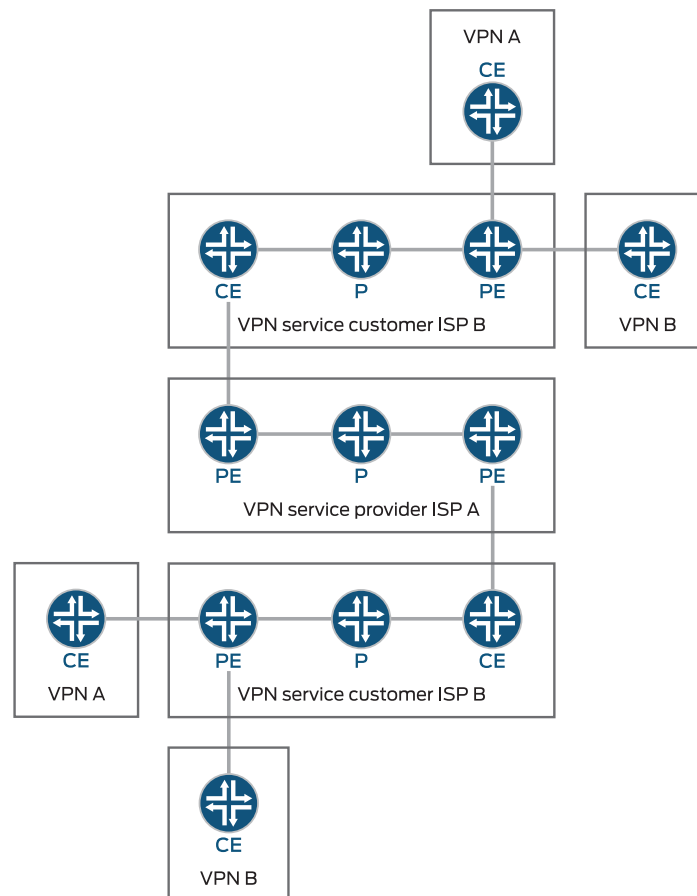 VPN A
CE
CE P PE CE
VPN service customer ISP B VPN B
PE P PE
VPN service provider ISP A
CE PE P CE
VPN A VPN service customer ISP B
CE
VPN B